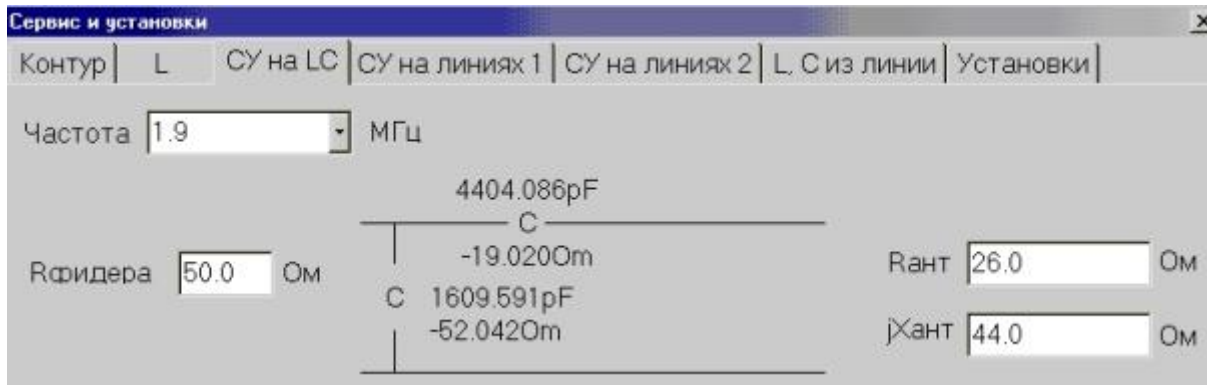 Сервис и установки
Контур L СУ на LC СУ на линиях 1 СУ на линиях 2 L, C из линии Установки
Частота 1.9 МГц
4404.086pF
C
-19.020Om
Rфидера 50.0 Ом
C 1609.591pF
-52.042Om
Rант 26.0 Ом
jXант 44.0 Ом